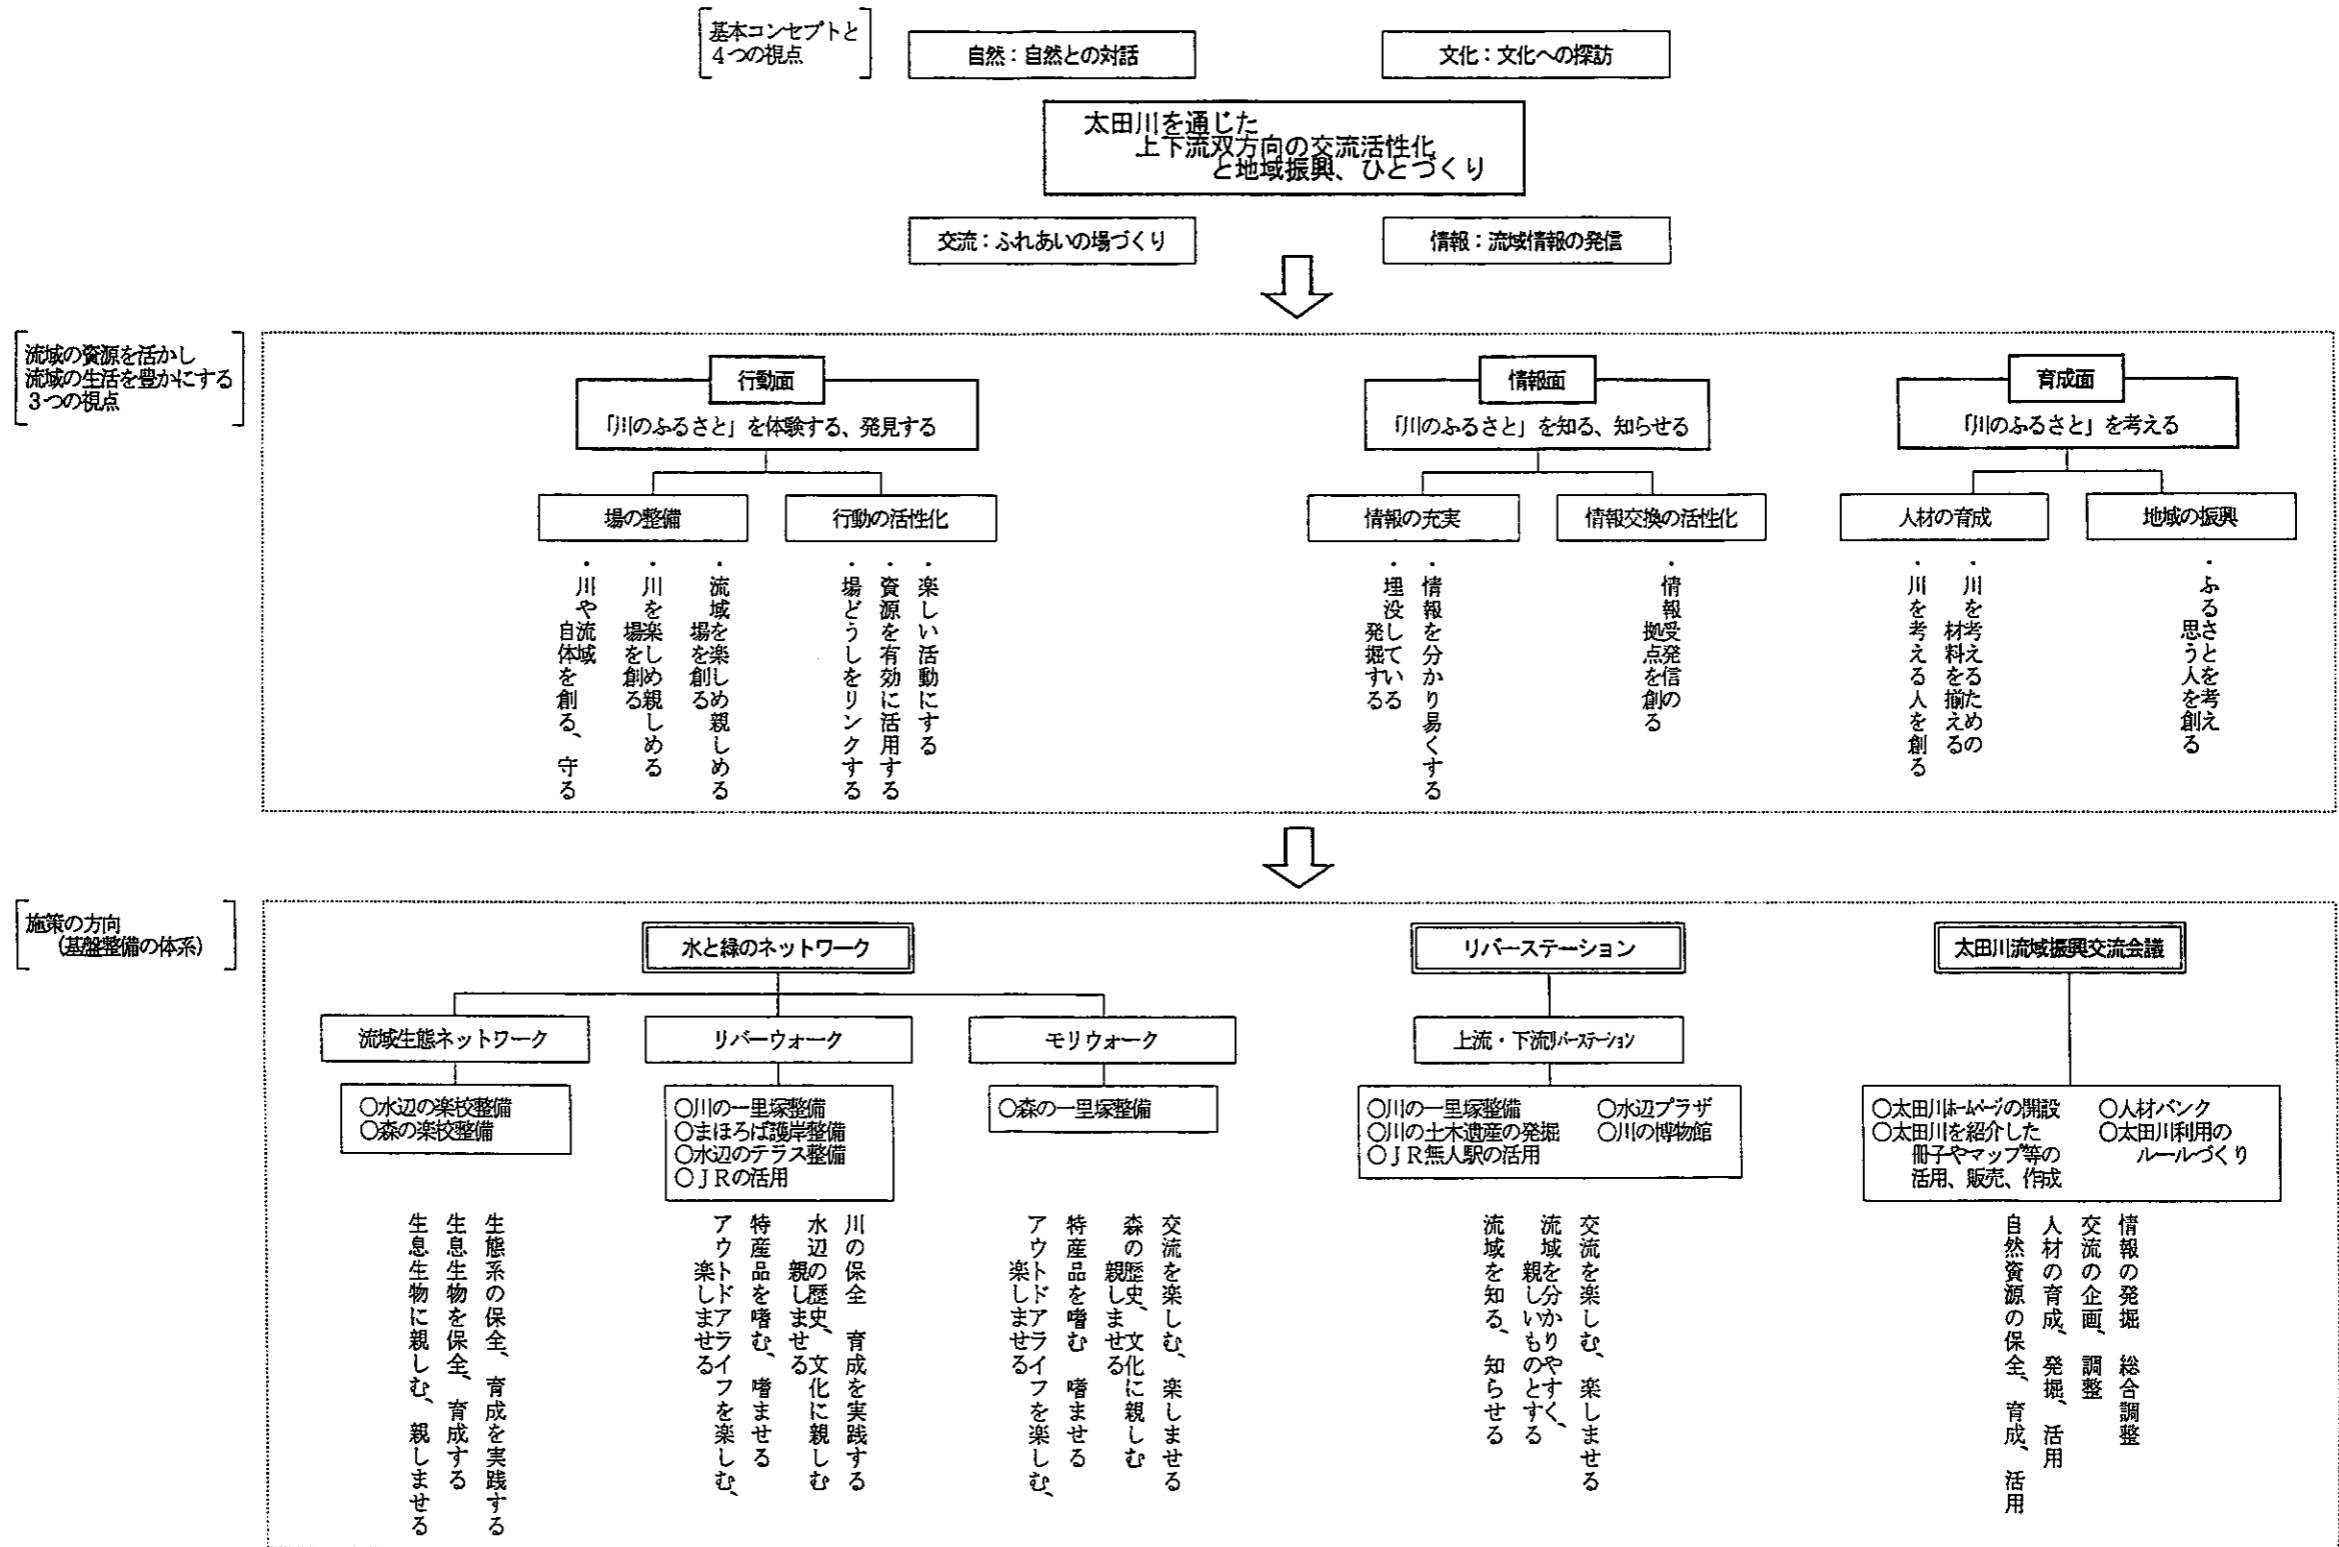 基本コンセプトと
4つの視点
自然：自然との対話
文化：文化への探訪
太田川を通じた
上下流双方向の交流活性化
と地域振興、ひとづくり
交流：ふれあいの場づくり
情報：流域情報の発信
流域の資源を活かし
流域の生活を豊かにする
3つの視点
行動面
「川のふるさと」を体験する、発見する
情報面
「川のふるさと」を知る、知らせる
育成面
「川のふるさと」を考える
場の整備
行動の活性化
情報の充実
情報交換の活性化
人材の育成
地域の振興
・川や流域
自体を創る、守る
・川を楽しめ親しめる
場を創る
・流域を楽しめ親しめる
場を創る
・場どうしをリンクする
・資源を有効に活用する
・楽しい活動にする
・埋没している
発掘する
・情報を分かり易くする
・情報受発信の
拠点を創る
・川を考える人を創る
・川を考えるための
材料を揃える
・ふるさとを考え
思う人を創る
施策の方向
（基盤整備の体系）
水と緑のネットワーク
リバーステーション
太田川流域振興交流会議
流域生態ネットワーク
リバーウォーク
モリウォーク
上流・下流リバーステーション
○水辺の楽校整備
○森の楽校整備
○川の一里塚整備
○まほろば護岸整備
○水辺のテラス整備
○ＪＲの活用
○森の一里塚整備
○川の一里塚整備
○川の土木遺産の発掘
○ＪＲ無人駅の活用
○水辺プラザ
○川の博物館
○太田川ホームページの開設
○太田川を紹介した
冊子やマップ等の
活用、販売、作成
○人材バンク
○太田川利用の
ルールづくり
生態系の保全、育成を実践する
生息生物を保全、育成する
生息生物に親しむ、親しませる
川の保全　育成を実践する
水辺の歴史、文化に親しむ
親しませる
特産品を嗜む、嗜ませる
アウトドアライフを楽しむ、
楽しませる
交流を楽しむ、楽しませる
森の歴史、文化に親しむ
親しませる
特産品を嗜む　嗜ませる
アウトドアライフを楽しむ、
楽しませる
交流を楽しむ、楽しませる
流域を分かりやすく、
親しいものとする
流域を知る、知らせる
情報の発掘　総合調整
交流の企画、調整
人材の育成、発掘、活用
自然資源の保全、育成、活用